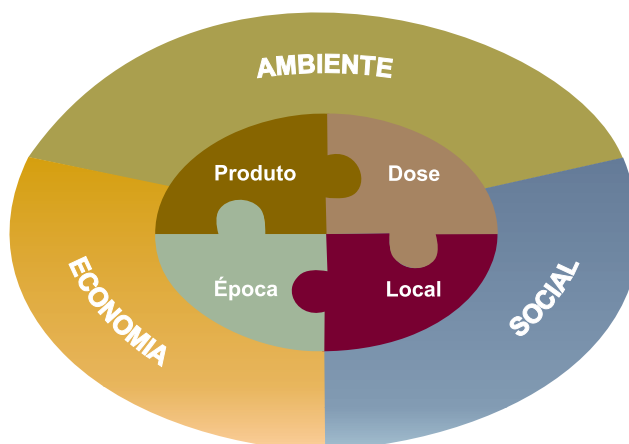 AMBIENTE
Produto
Dose
Época
Local
ECONOMIA
SOCIAL